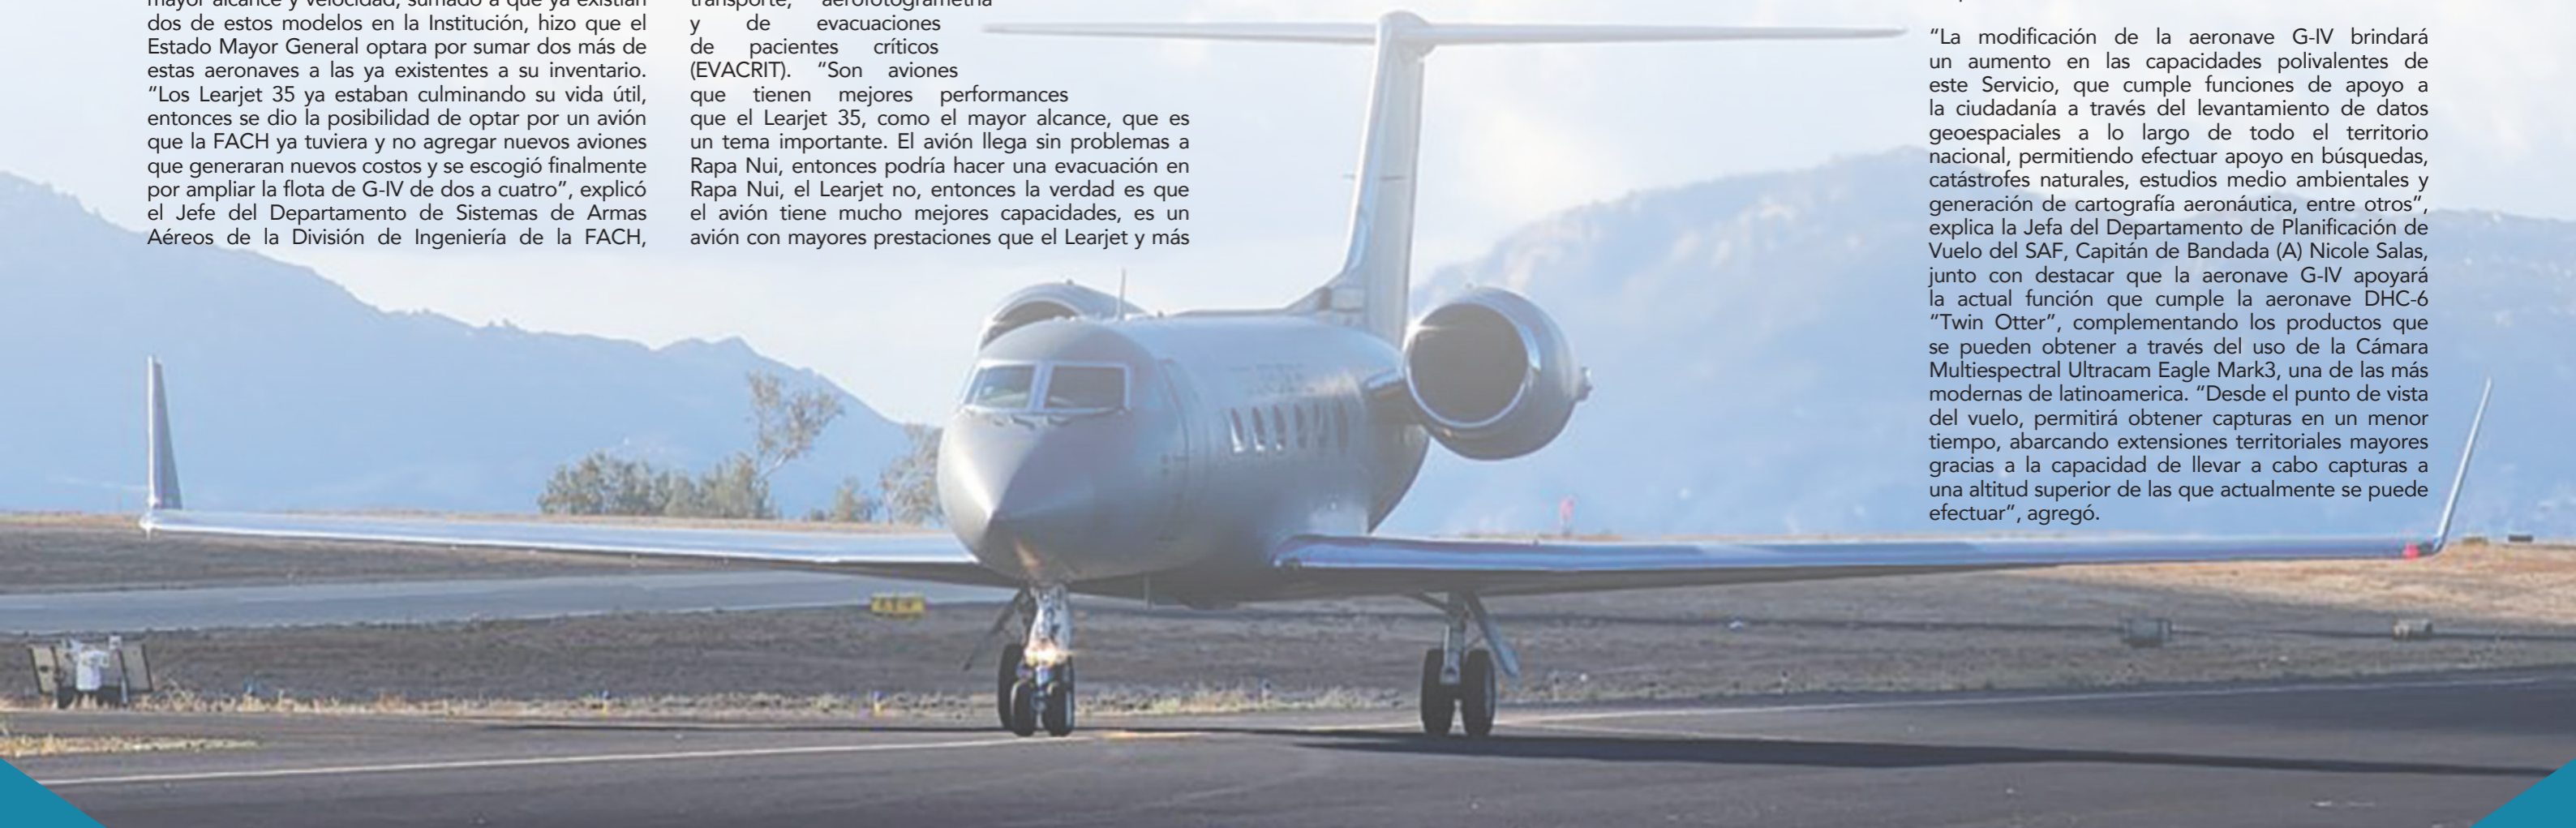 mayor alcance y velocidad, sumado a que ya existían
dos de estos modelos en la Institución, hizo que el
Estado Mayor General optara por sumar dos más de
estas aeronaves a las ya existentes a su inventario.
“Los Learjet 35 ya estaban culminando su vida útil,
entonces se dio la posibilidad de optar por un avión
que la FACH ya tuviera y no agregar nuevos aviones
que generaran nuevos costos y se escogió finalmente
por ampliar la flota de G-IV de dos a cuatro”, explicó
el Jefe del Departamento de Sistemas de Armas
Aéreos de la División de Ingeniería de la FACH,
transporte, aerofotogrametría
y de evacuaciones
de pacientes críticos
(EVACRIT). “Son aviones
que tienen mejores performances
que el Learjet 35, como el mayor alcance, que es
un tema importante. El avión llega sin problemas a
Rapa Nui, entonces podría hacer una evacuación en
Rapa Nui, el Learjet no, entonces la verdad es que
el avión tiene mucho mejores capacidades, es un
avión con mayores prestaciones que el Learjet y más
“La modificación de la aeronave G-IV brindará
un aumento en las capacidades polivalentes de
este Servicio, que cumple funciones de apoyo a
la ciudadanía a través del levantamiento de datos
geoespaciales a lo largo de todo el territorio
nacional, permitiendo efectuar apoyo en búsquedas,
catástrofes naturales, estudios medio ambientales y
generación de cartografía aeronáutica, entre otros”,
explica la Jefa del Departamento de Planificación de
Vuelo del SAF, Capitán de Bandada (A) Nicole Salas,
junto con destacar que la aeronave G-IV apoyará
la actual función que cumple la aeronave DHC-6
“Twin Otter”, complementando los productos que
se pueden obtener a través del uso de la Cámara
Multiespectral Ultracam Eagle Mark3, una de las más
modernas de latinoamerica. “Desde el punto de vista
del vuelo, permitirá obtener capturas en un menor
tiempo, abarcando extensiones territoriales mayores
gracias a la capacidad de llevar a cabo capturas a
una altitud superior de las que actualmente se puede
efectuar”, agregó.